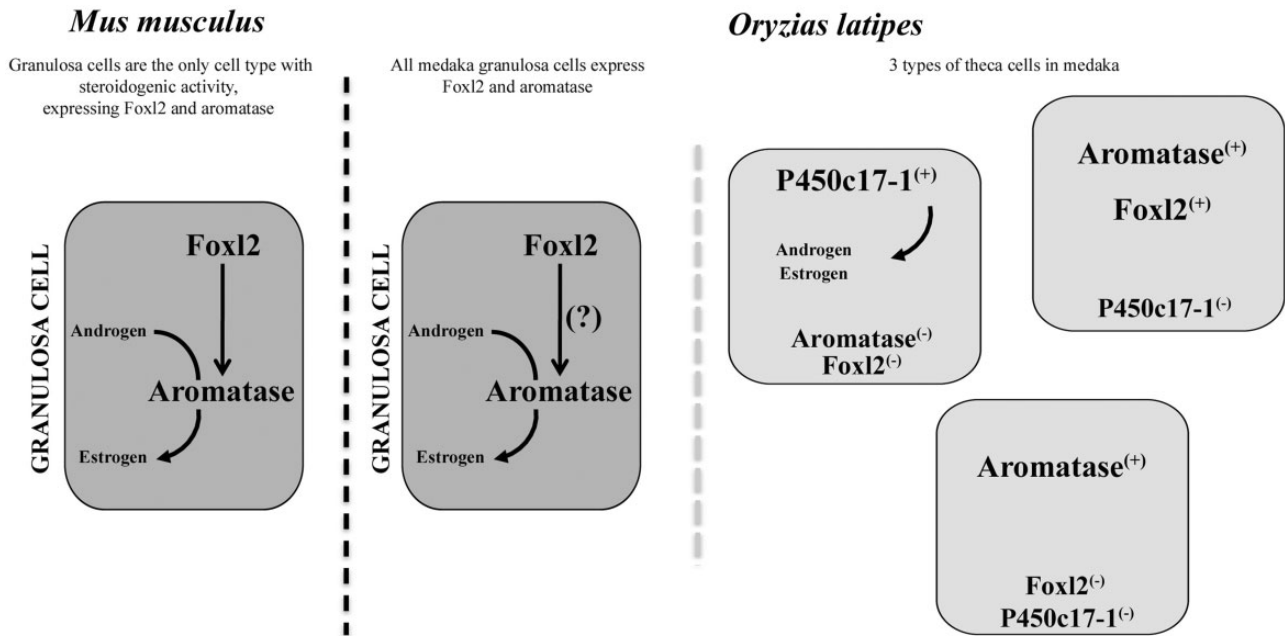 Mus musculus
Granulosa cells are the only cell type with
steroidogenic activity,
expressing Foxl2 and aromatase
GRANULOSA CELL
Foxl2
Androgen
Aromatase
Estrogen
Oryzias latipes
All medaka granulosa cells express
Foxl2 and aromatase
GRANULOSA CELL
Foxl2
(?)
Androgen
Aromatase
Estrogen
3 types of theca cells in medaka
P450c17-1(+)
Androgen
Estrogen
Aromatase(-)
Foxl2(-)
Aromatase(+)
Foxl2(+)
P450c17-1(-)
Aromatase(+)
Foxl2(-)
P450c17-1(-)